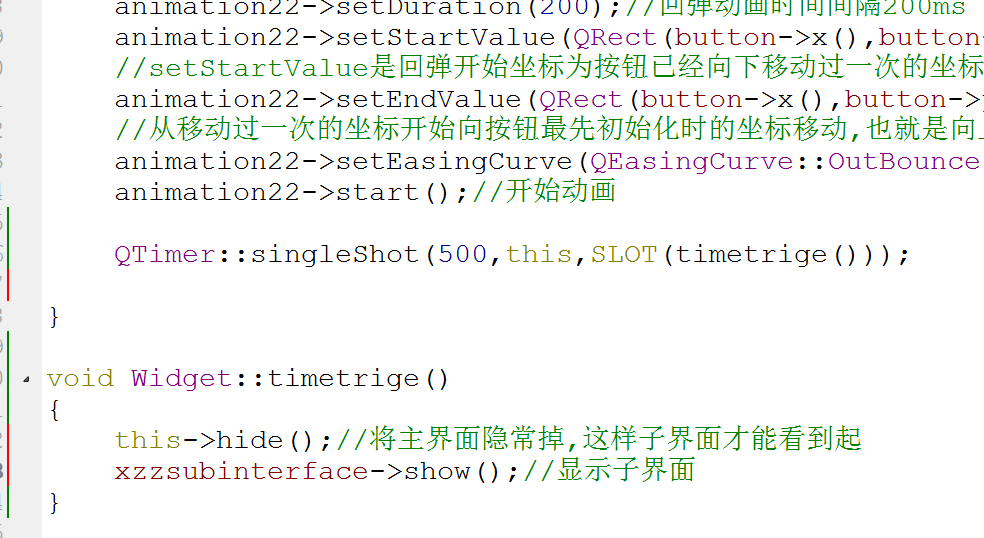 animation22->setDuration(200);//回弹动画时间间隔200ms
animation22->setStartValue(QRect(button->x(),button-
//setStartValue是回弹开始坐标为按钮已经向下移动过一次的坐标
animation22->setEndValue(QRect(button->x(),button->
//从移动过一次的坐标开始向按钮最先初始化时的坐标移动,也就是向
animation22->setEasingCurve(QEasingCurve::OutBounce
animation22->start();//开始动画
QTimer::singleShot(500,this,SLOT(timetrige()));
}
void Widget::timetrige()
{
this->hide();//将主界面隐常掉,这样子界面才能看到起
xzzsubinterface->show();//显示子界面
}